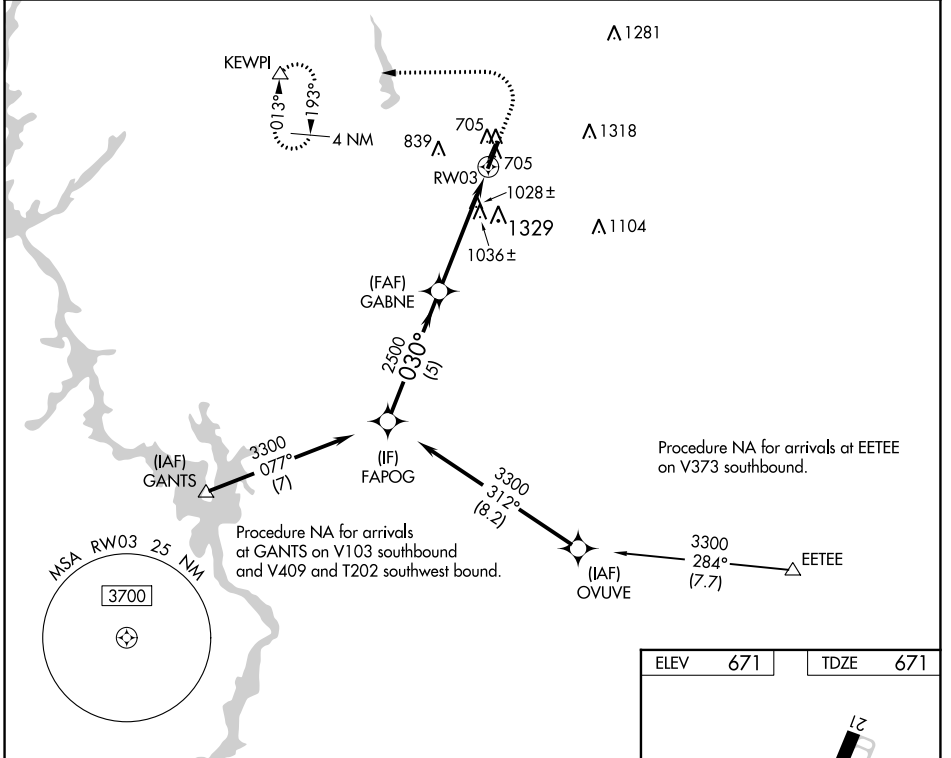 1281
KEWPI
013°
193°
4 NM
839
705
1318
705
RW03
1028±
1329
1104
1036±
(FAF)
GABNE
2500
030°
(5)
(IAF)
GANTS
3300
077°
(7)
(IF)
FAPOG
3300
312°
(8.2)
Procedure NA for arrivals at EETEE
on V373 southbound.
Procedure NA for arrivals
at GANTS on V103 southbound
and V409 and T202 southwest bound.
3300
284°
(7.7)
EETEE
(IAF)
OVUVE
MSA RW03 25 NM
3700
ELEV 671
TDZE 671
21